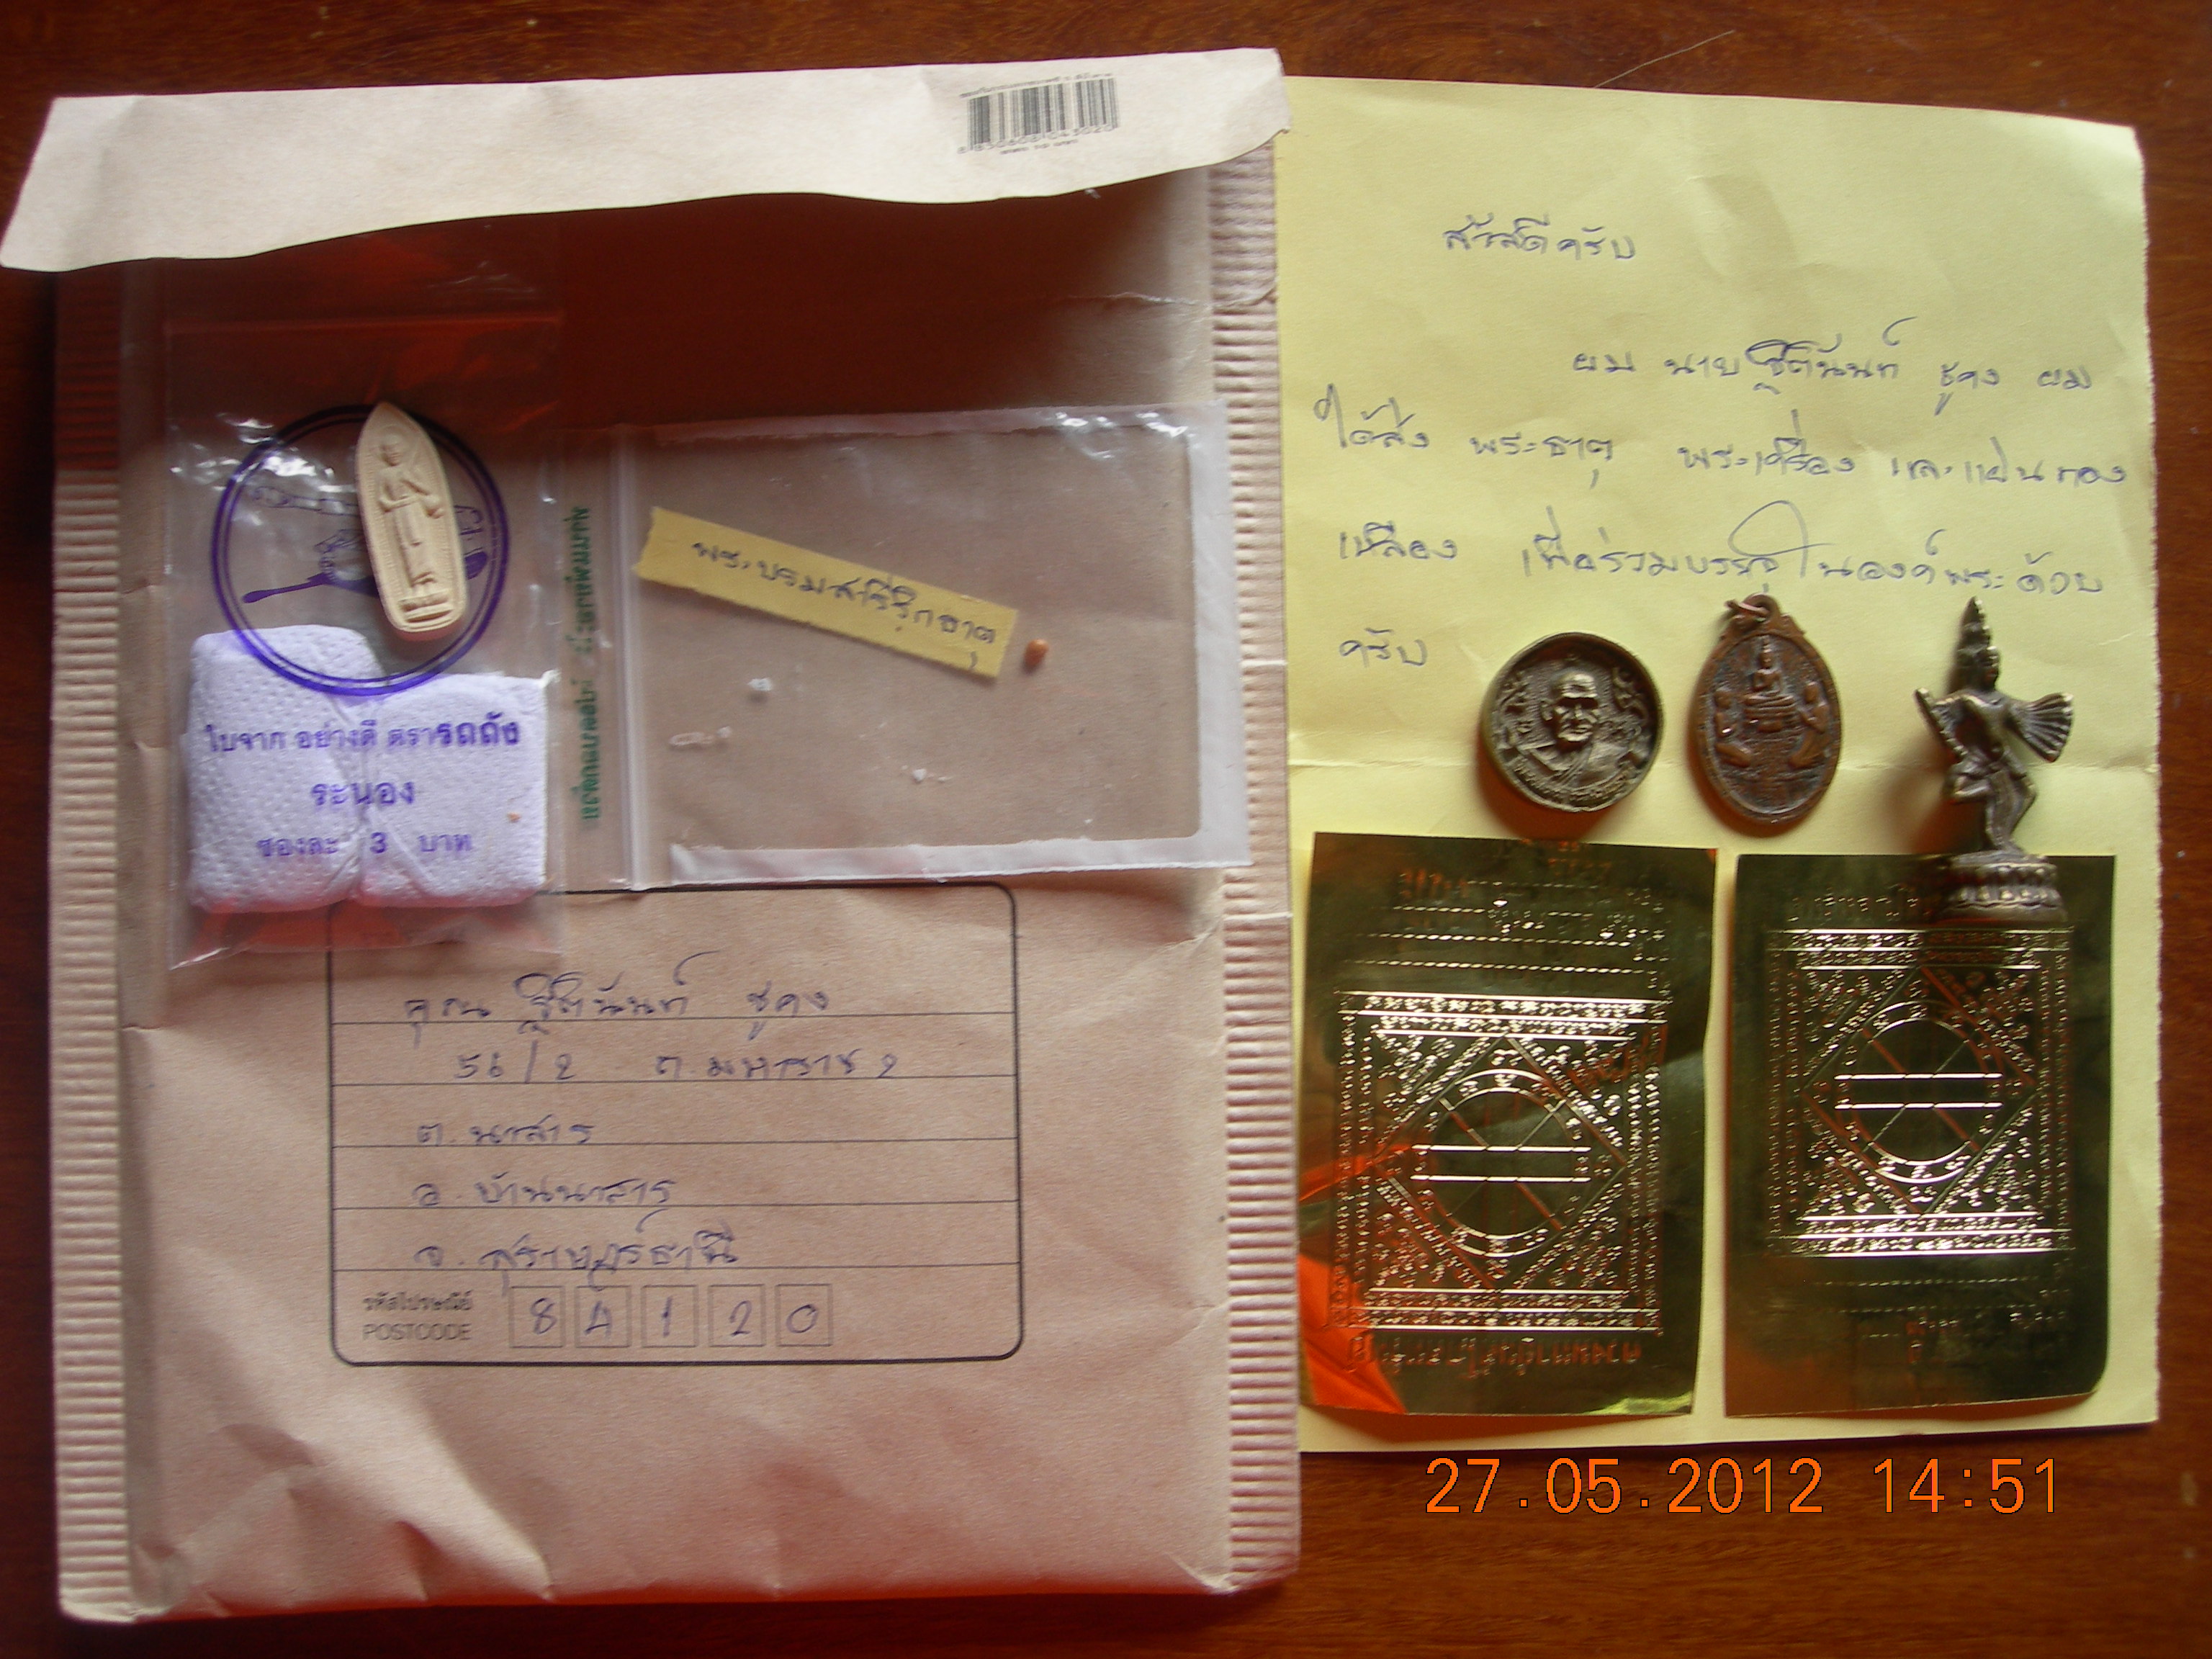 สวัสดีครับ
ผม นายฐิตินันท์ ชูคง ผม
ได้ส่ง พระธาตุ พระเครื่อง และแผ่นทอง
เหลือง เพื่อร่วมบรรจุในองค์พระด้วย
ครับ
พระบรมสารีริกธาตุ
ใบจาก อย่างดี ตรารถถัง
ระนอง
ซองละ 3 บาท
คุณ ฐิตินันท์ ชูคง
56/2 ถ.มหาราช 2
ต.นาสาร
อ.บ้านนาสาร
จ.สุราษฎร์ธานี
รหัสไปรษณีย์
POSTCODE
84120
27.05.2012 14:51